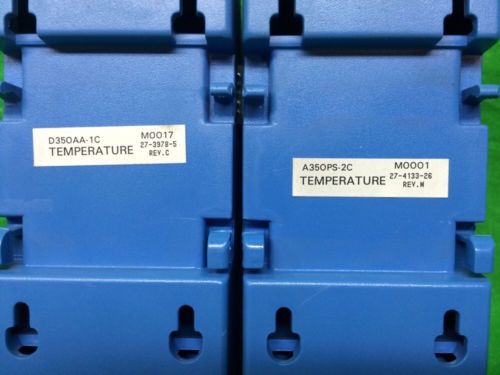 D350AA-1C M0017
TEMPERATURE 27-3978-5
REV.C
A350PS-2C M0001
TEMPERATURE 27-4133-26
REV.M